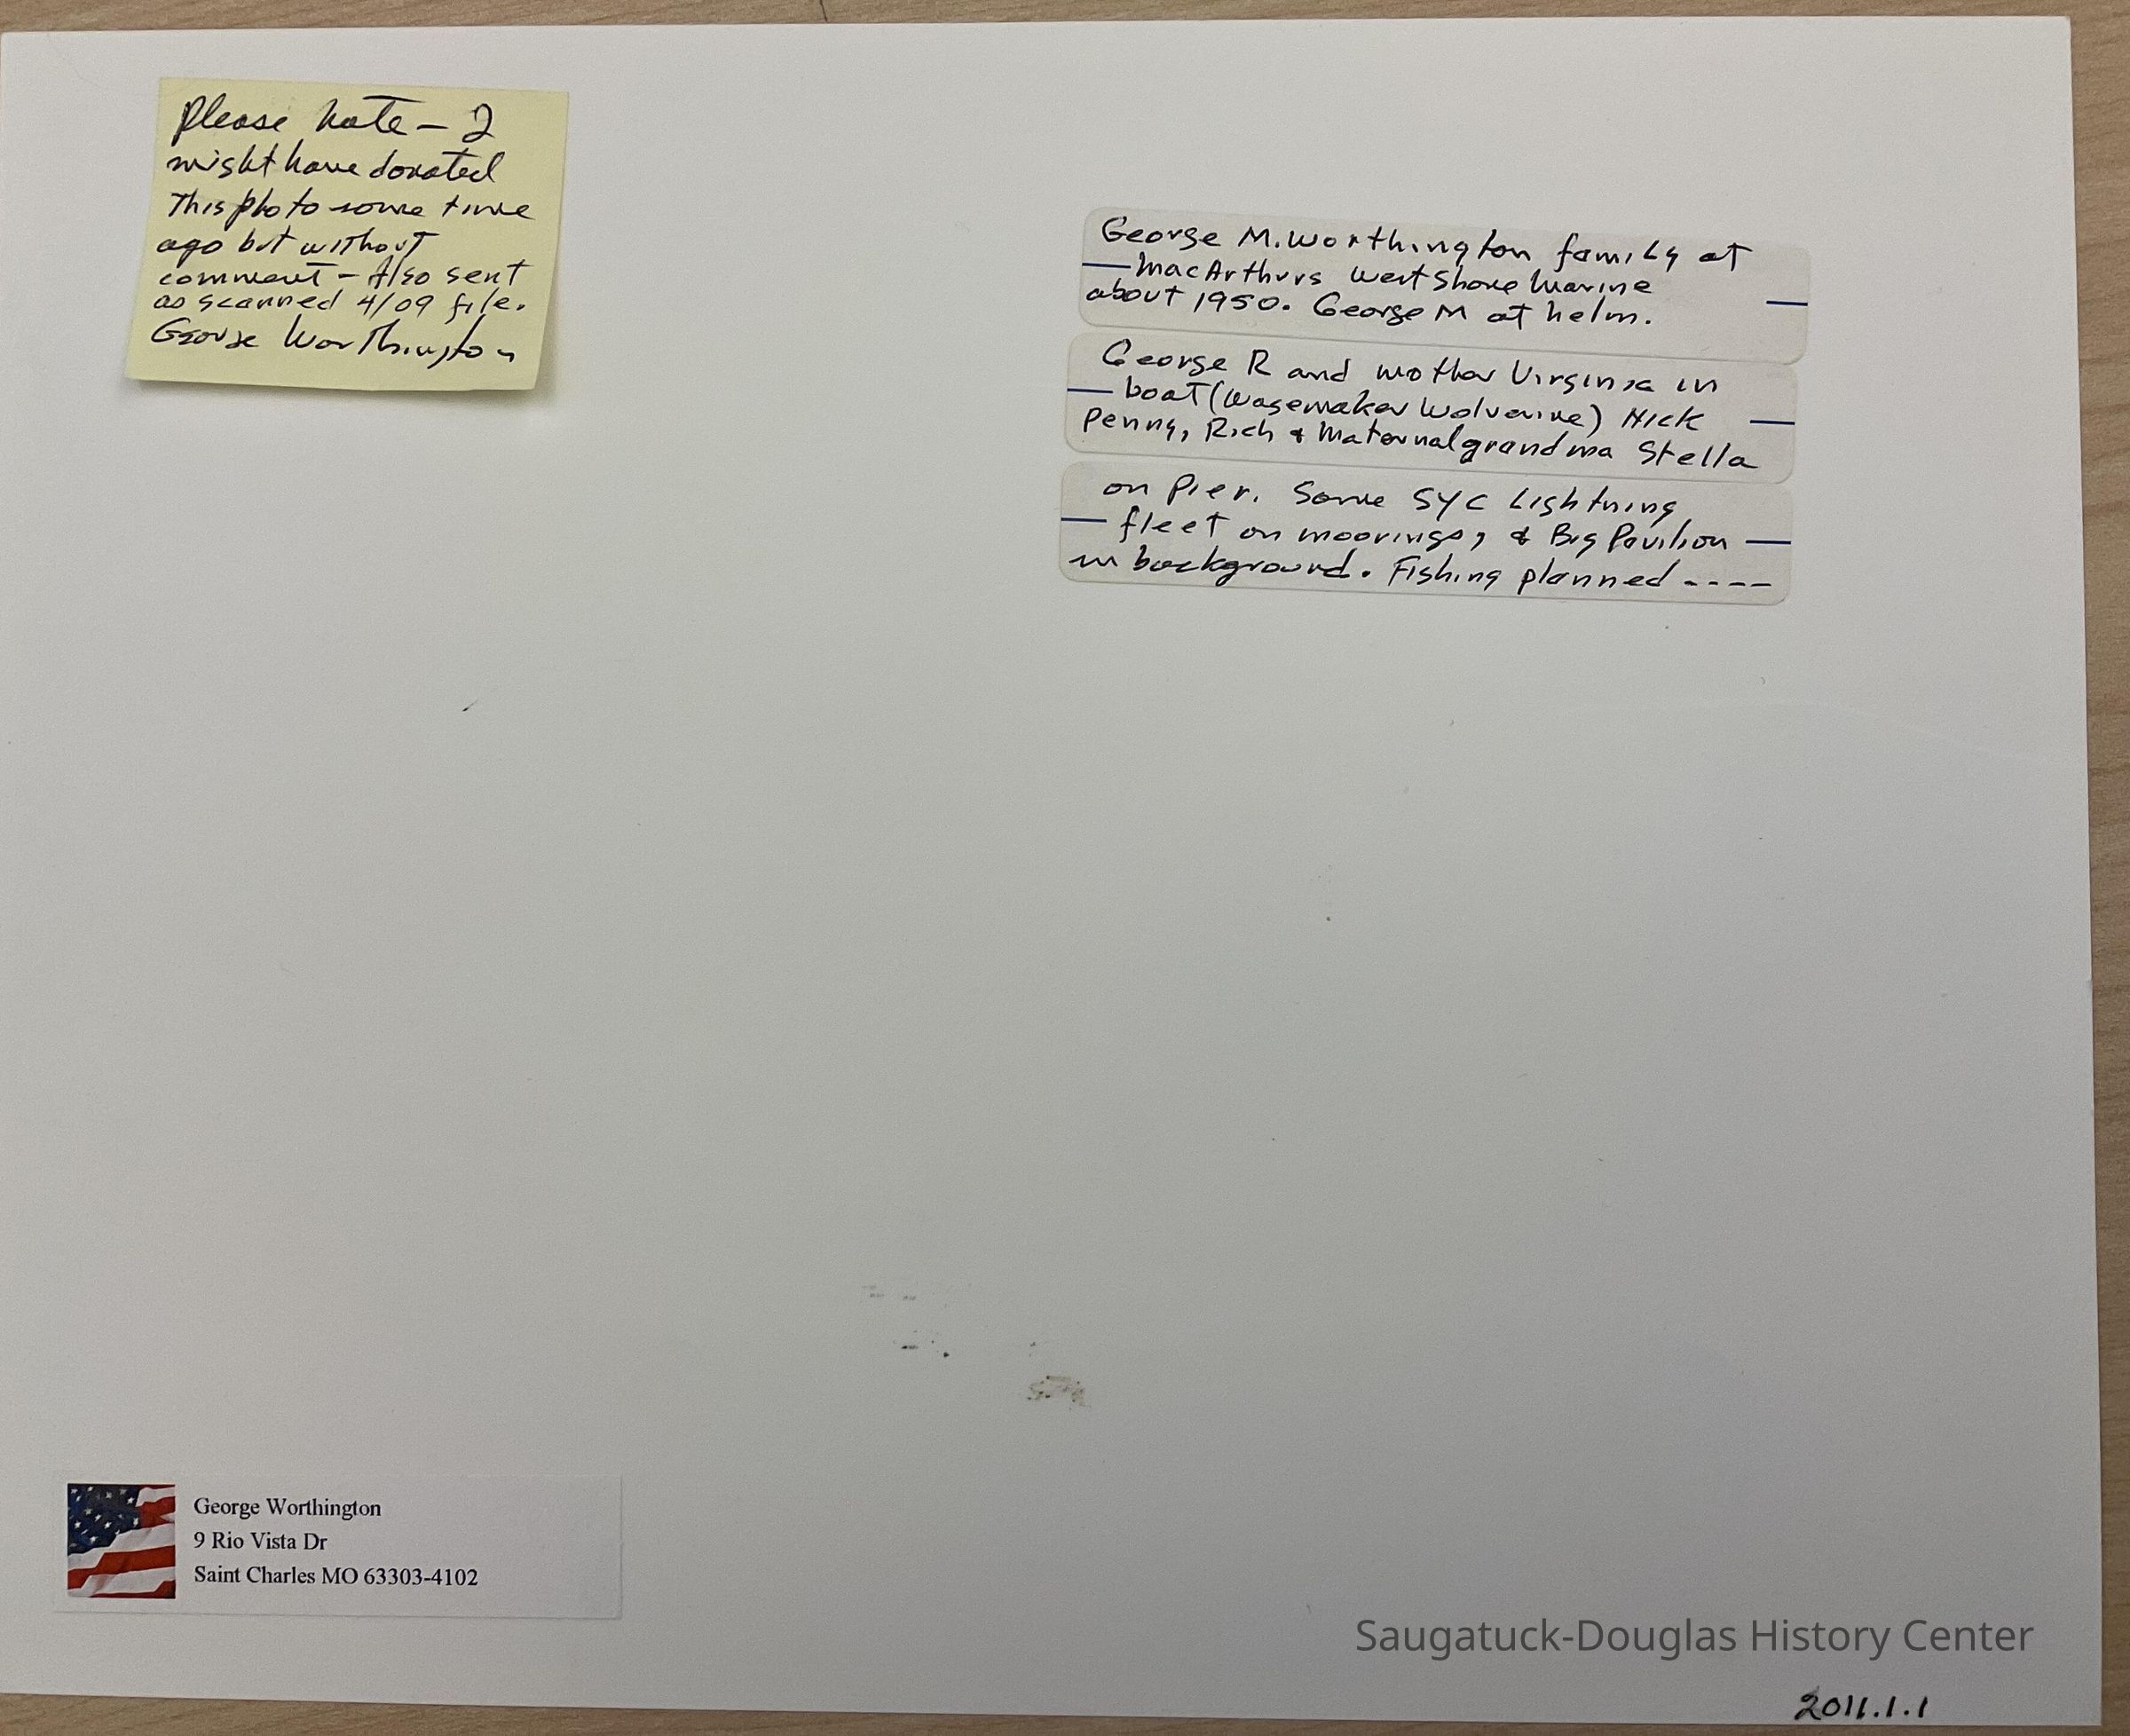 Please note - I
might have donated
This photo some time
ago but without
comment - Also sent
as scanned 4/09 file.
George Worthington
George M. Worthington family at
MacArthurs West Shore Marine
about 1950. George M at helm.
George R and mother Virginia in
boat (Wagemaker Wolverine) Nick
Penny, Rich & Maternal grandma Stella
on Pier. Some SYC Lightning
fleet on moorings, & Big Pavilion
in background. Fishing planned ----
George Worthington
9 Rio Vista Dr
Saint Charles MO 63303-4102
Saugatuck-Douglas History Center
2011.1.1